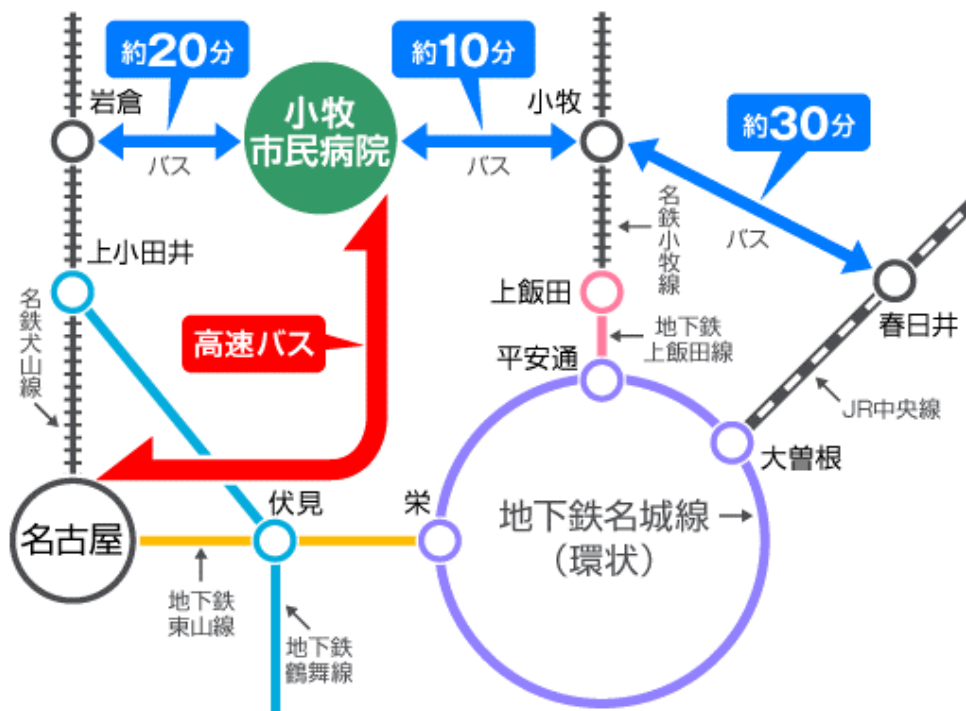 約20分
約10分
岩倉
小牧
市民病院
小牧
約30分
バス
バス
名鉄小牧線
バス
上小田井
上飯田
春日井
名鉄犬山線
高速バス
地下鉄
上飯田線
平安通
JR中央線
大曽根
伏見
栄
名古屋
地下鉄名城線
（環状）
地下鉄
東山線
地下鉄
鶴舞線